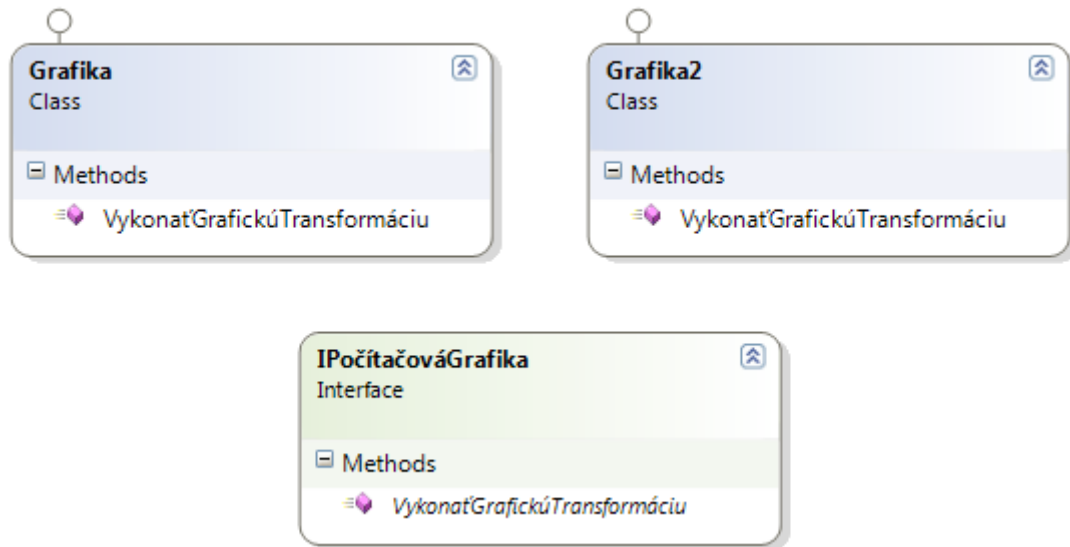 Grafika
Class
Methods
VykonaťGrafickúTransformáciu
Grafika2
Class
Methods
VykonaťGrafickúTransformáciu
IPočítačováGrafika
Interface
Methods
VykonaťGrafickúTransformáciu